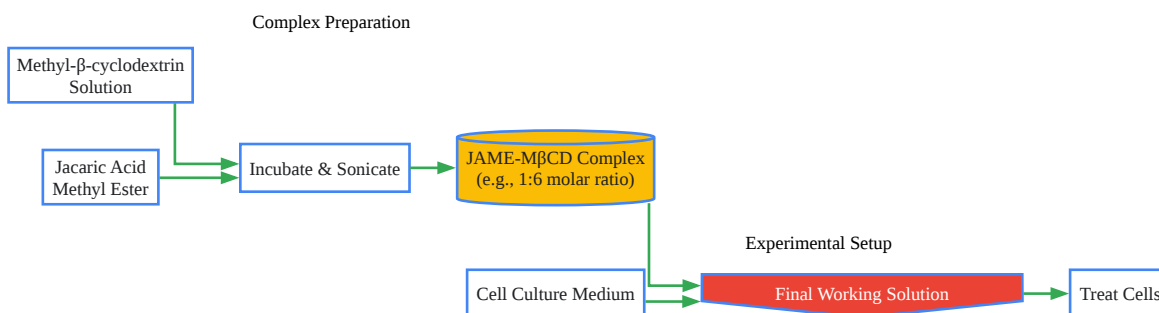 Complex Preparation
Methyl-β-cyclodextrin
Solution
Jacaric Acid
Methyl Ester
Incubate & Sonicate
JAME-MβCD Complex
(e.g., 1:6 molar ratio)
Experimental Setup
Cell Culture Medium
Final Working Solution
Treat Cells